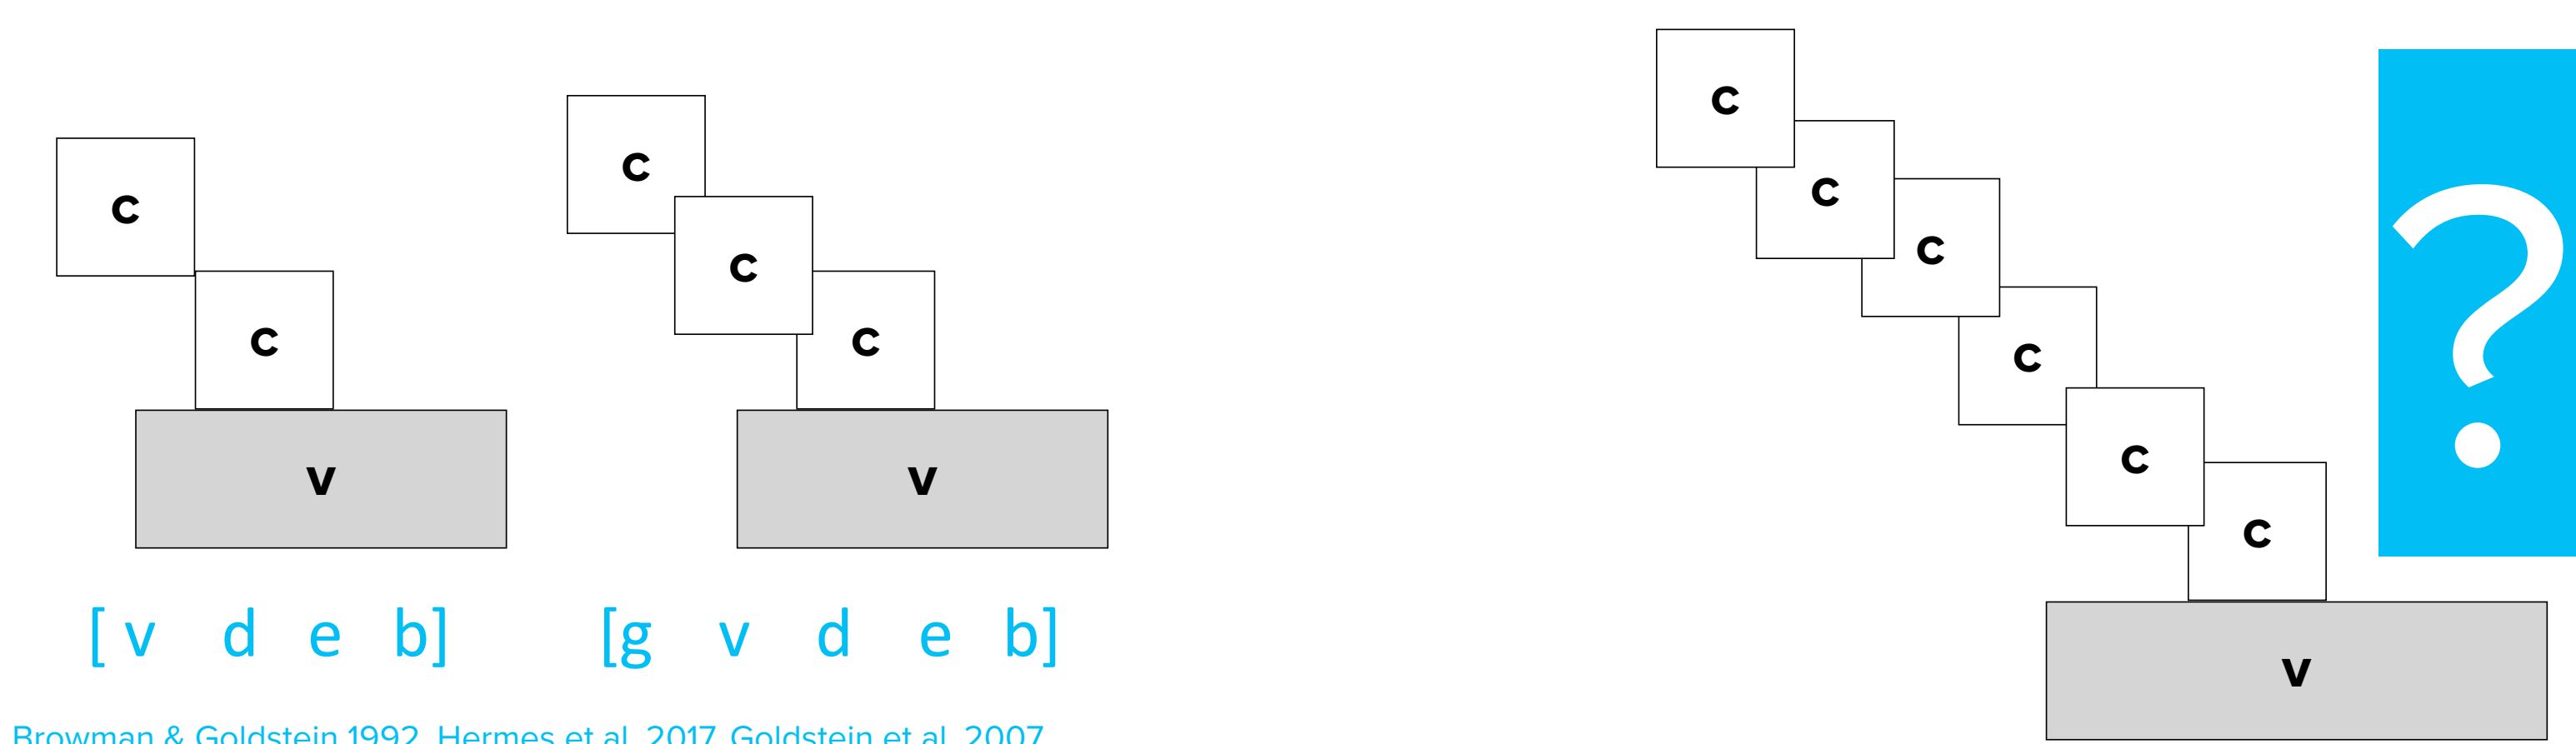 C
C
V
[ v d e b]
C
C
C
V
[g v d e b]
C
C
C
C
C
C
V
?
Browman & Goldstein 1992, Hermes et al. 2017, Goldstein et al. 2007